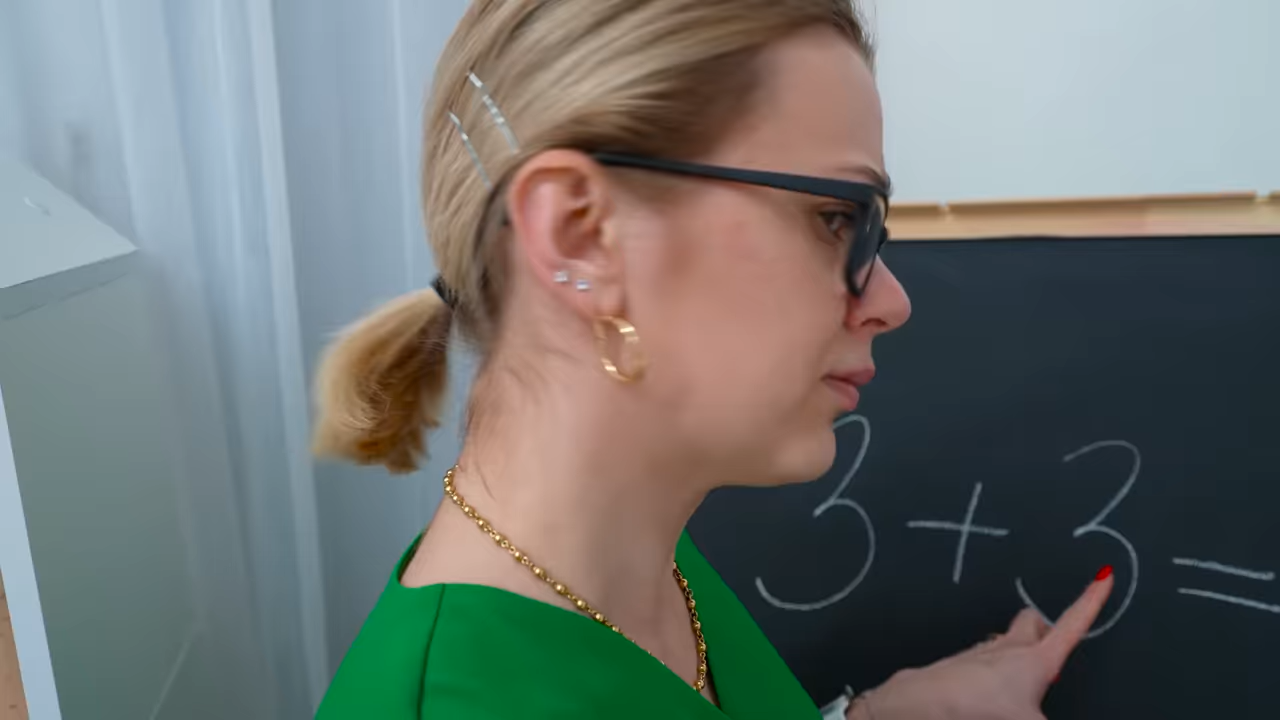 3 + 3 =